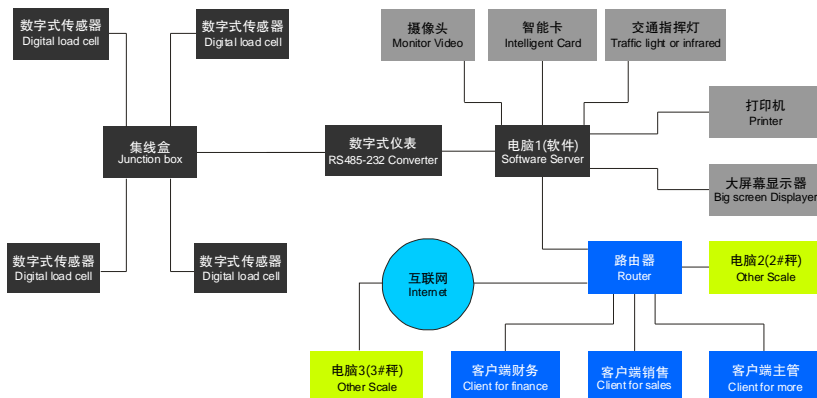 数字式传感器
Digital load cell
数字式传感器
Digital load cell
摄像头
Monitor Video
智能卡
Intelligent Card
交通指挥灯
Traffic light or infrared
打印机
Printer
集线盒
Junction box
数字式仪表
RS485-232 Converter
电脑1(软件)
Software Server
大屏幕显示器
Big screen Displayer
数字式传感器
Digital load cell
数字式传感器
Digital load cell
互联网
Internet
路由器
Router
电脑2(2#秤)
Other Scale
电脑3(3#秤)
Other Scale
客户端财务
Client for finance
客户端销售
Client for sales
客户端主管
Client for more